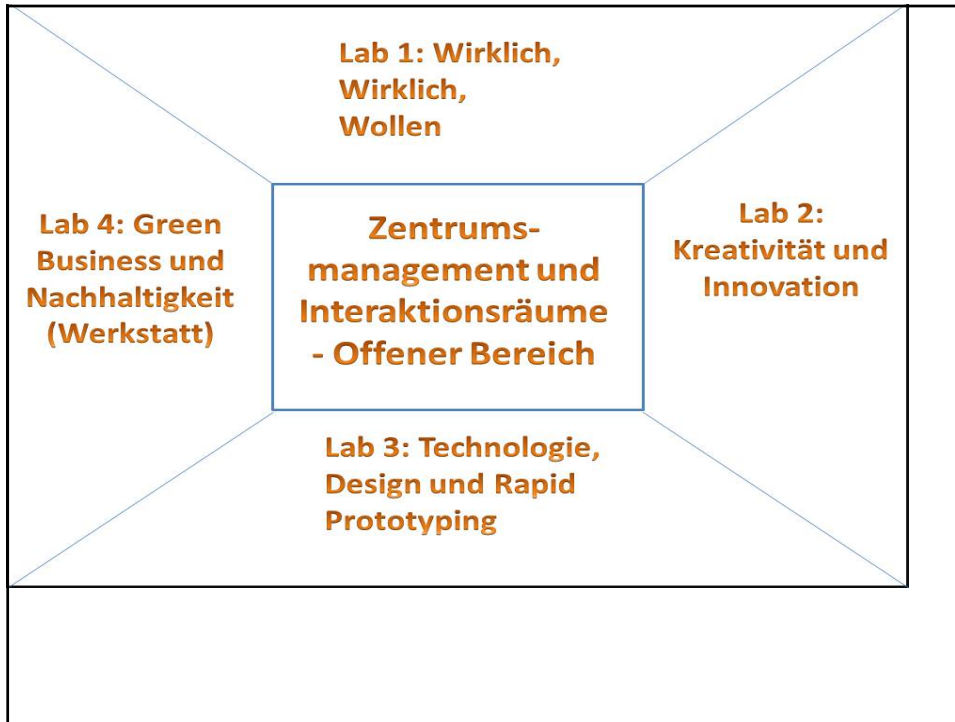 Lab 1: Wirklich,
Wirklich,
Wollen
Lab 4: Green
Business und
Nachhaltigkeit
(Werkstatt)
Zentrums-
management und
Interaktionsräume
- Offener Bereich
Lab 2:
Kreativität und
Innovation
Lab 3: Technologie,
Design und Rapid
Prototyping